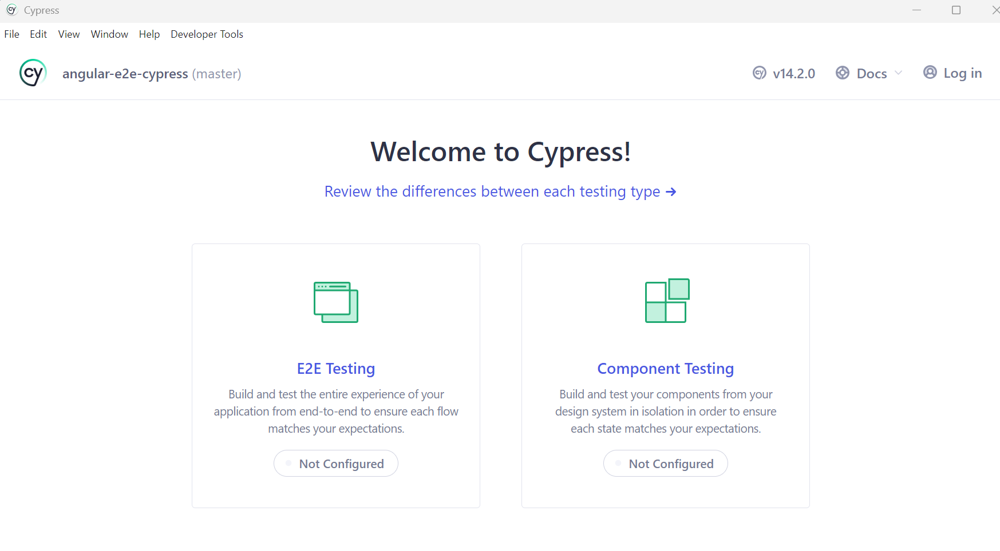 cy Cypress
File Edit View Window Help Developer Tools
cy angular-e2e-cypress (master) cy v14.2.0 Docs Log in
Welcome to Cypress!
Review the differences between each testing type →
E2E Testing
Build and test the entire experience of your
application from end-to-end to ensure each flow
matches your expectations.
Not Configured
Component Testing
Build and test your components from your
design system in isolation in order to ensure
each state matches your expectations.
Not Configured